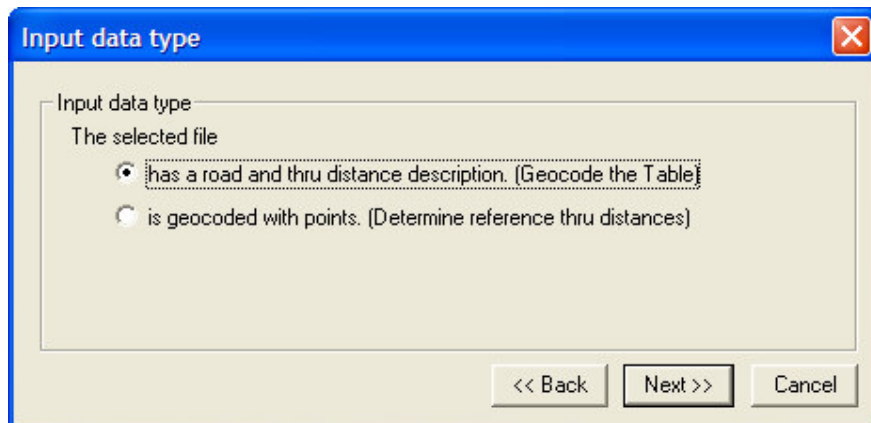 Input data type
Input data type
The selected file
has a road and thru distance description. (Geocode the Table)
is geocoded with points. (Determine reference thru distances)
<< Back Next >> Cancel